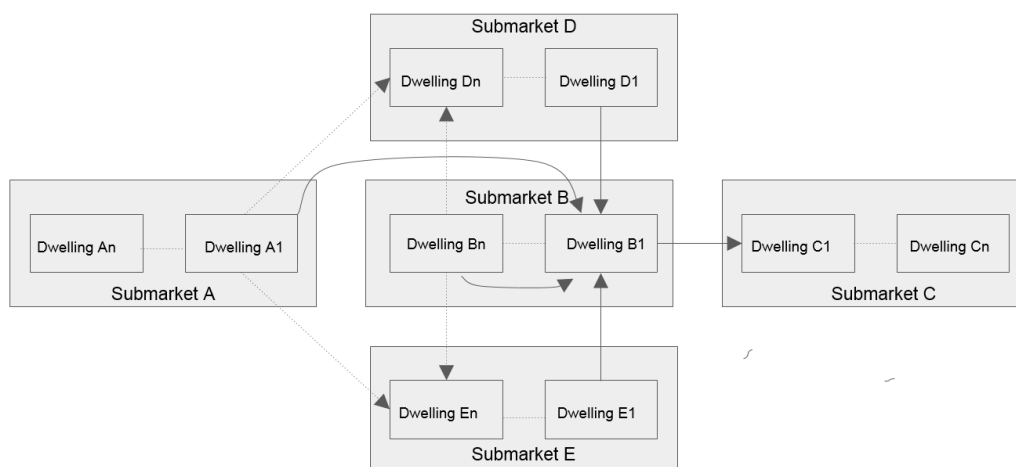 Submarket D
Dwelling Dn
Dwelling D1
Submarket B
Dwelling An
Dwelling A1
Dwelling Bn
Dwelling B1
Dwelling C1
Dwelling Cn
Submarket A
Submarket C
Dwelling En
Dwelling E1
Submarket E